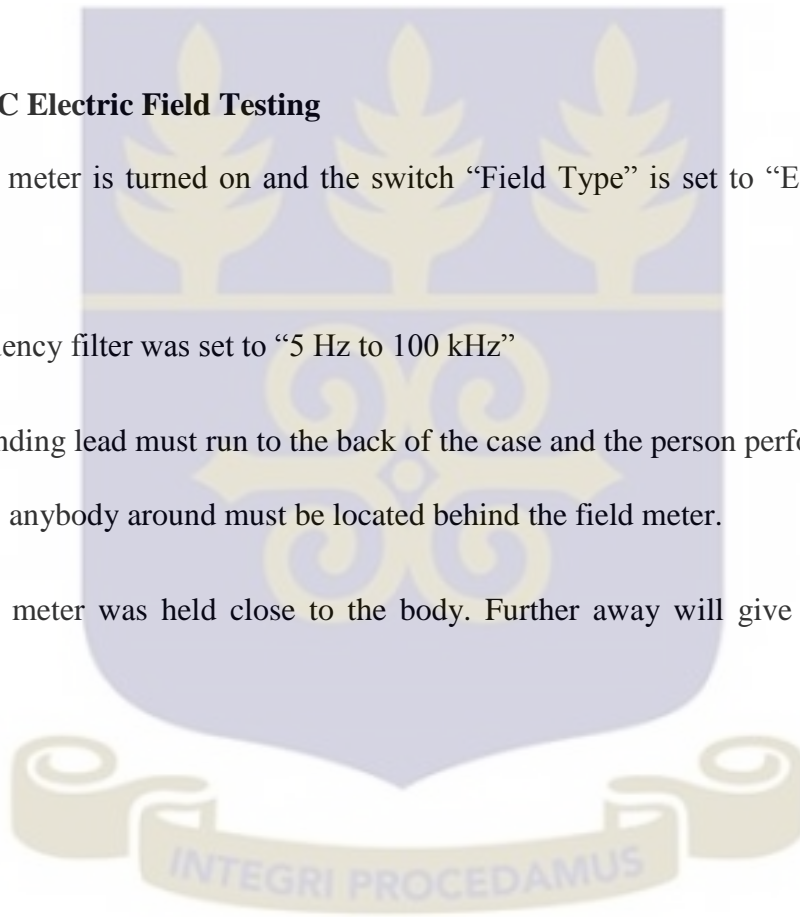 C Electric Field Testing
meter is turned on and the switch “Field Type” is set to “E
uency filter was set to “5 Hz to 100 kHz”
nding lead must run to the back of the case and the person perfo
anybody around must be located behind the field meter.
meter was held close to the body. Further away will give
INTEGRI PROCEDAMUS